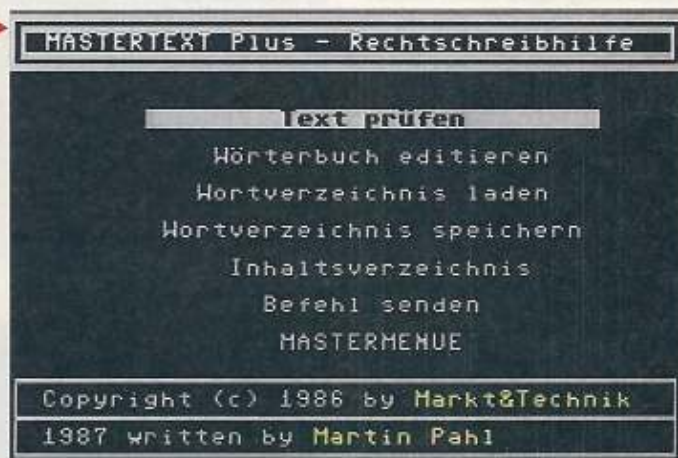 MASTERTEXT Plus - Rechtschreibhilfe
Text prüfen
Wörterbuch editieren
Wortverzeichnis laden
Wortverzeichnis speichern
Inhaltsverzeichnis
Befehl senden
MASTERMENUE
Copyright (c) 1986 by Markt&Technik
1987 written by Martin Pahl